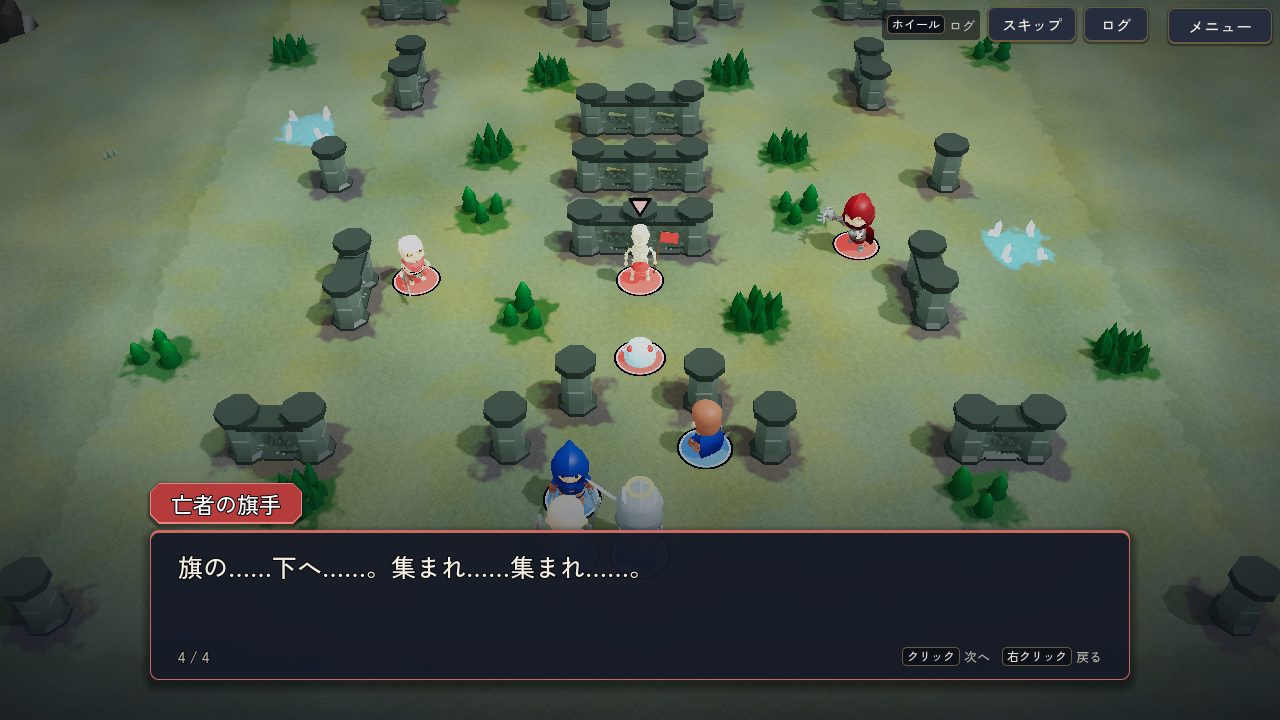 ホイール ログ スキップ ログ メニュー
亡者の旗手
旗の……下へ……。集まれ……集まれ……。
4 / 4
クリック 次へ 右クリック 戻る